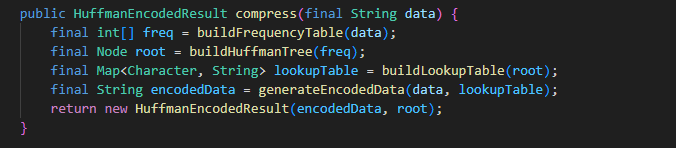 public HuffmanEncodedResult compress(final String data) {
    final int[] freq = buildFrequencyTable(data);
    final Node root = buildHuffmanTree(freq);
    final Map<Character, String> lookupTable = buildLookupTable(root);
    final String encodedData = generateEncodedData(data, lookupTable);
    return new HuffmanEncodedResult(encodedData, root);
}